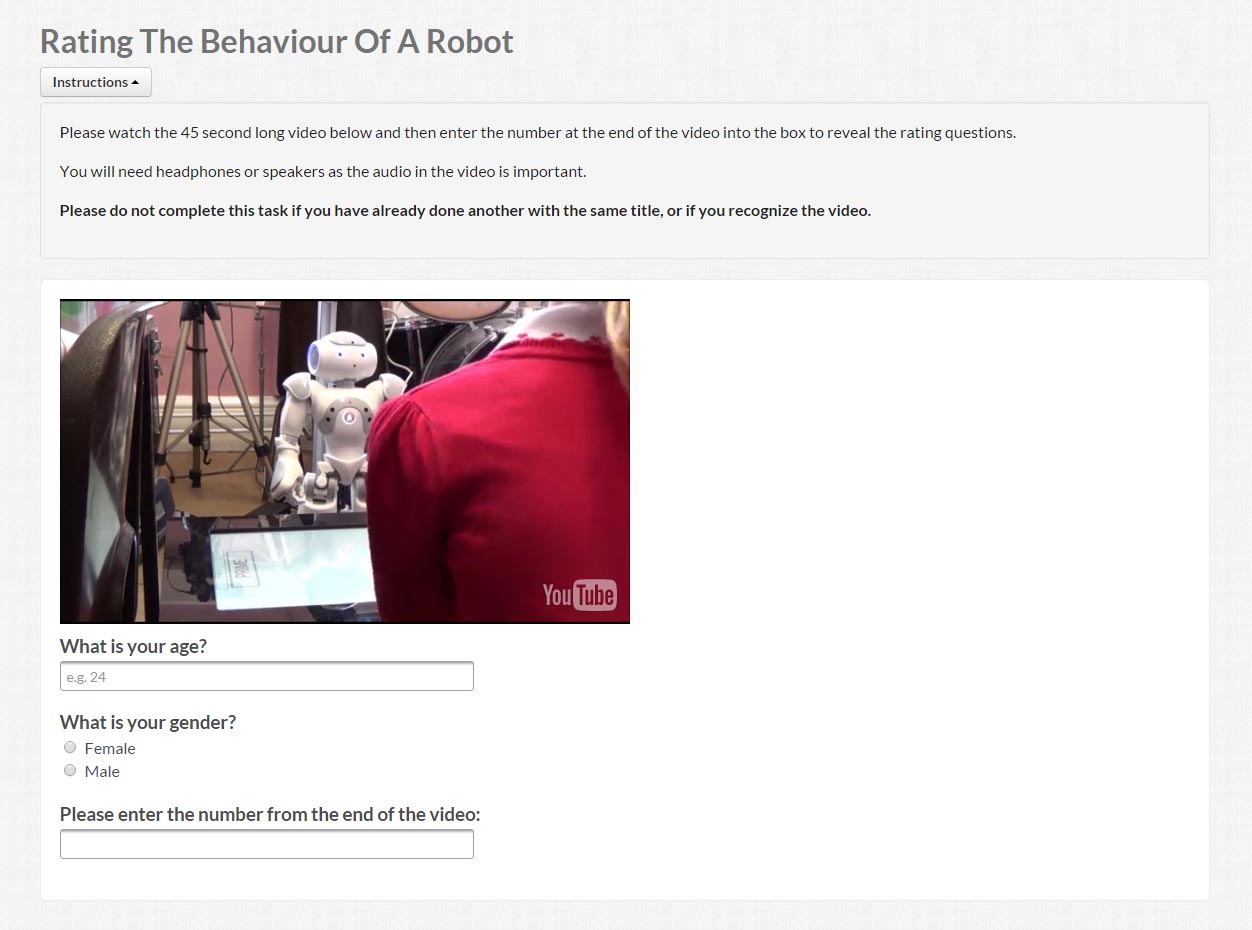 Rating The Behaviour Of A Robot
Instructions
Please watch the 45 second long video below and then enter the number at the end of the video into the box to reveal the rating questions.
You will need headphones or speakers as the audio in the video is important.
Please do not complete this task if you have already done another with the same title, or if you recognize the video.
PRIME
YouTube
What is your age?
e.g. 24
What is your gender?
Female
Male
Please enter the number from the end of the video: